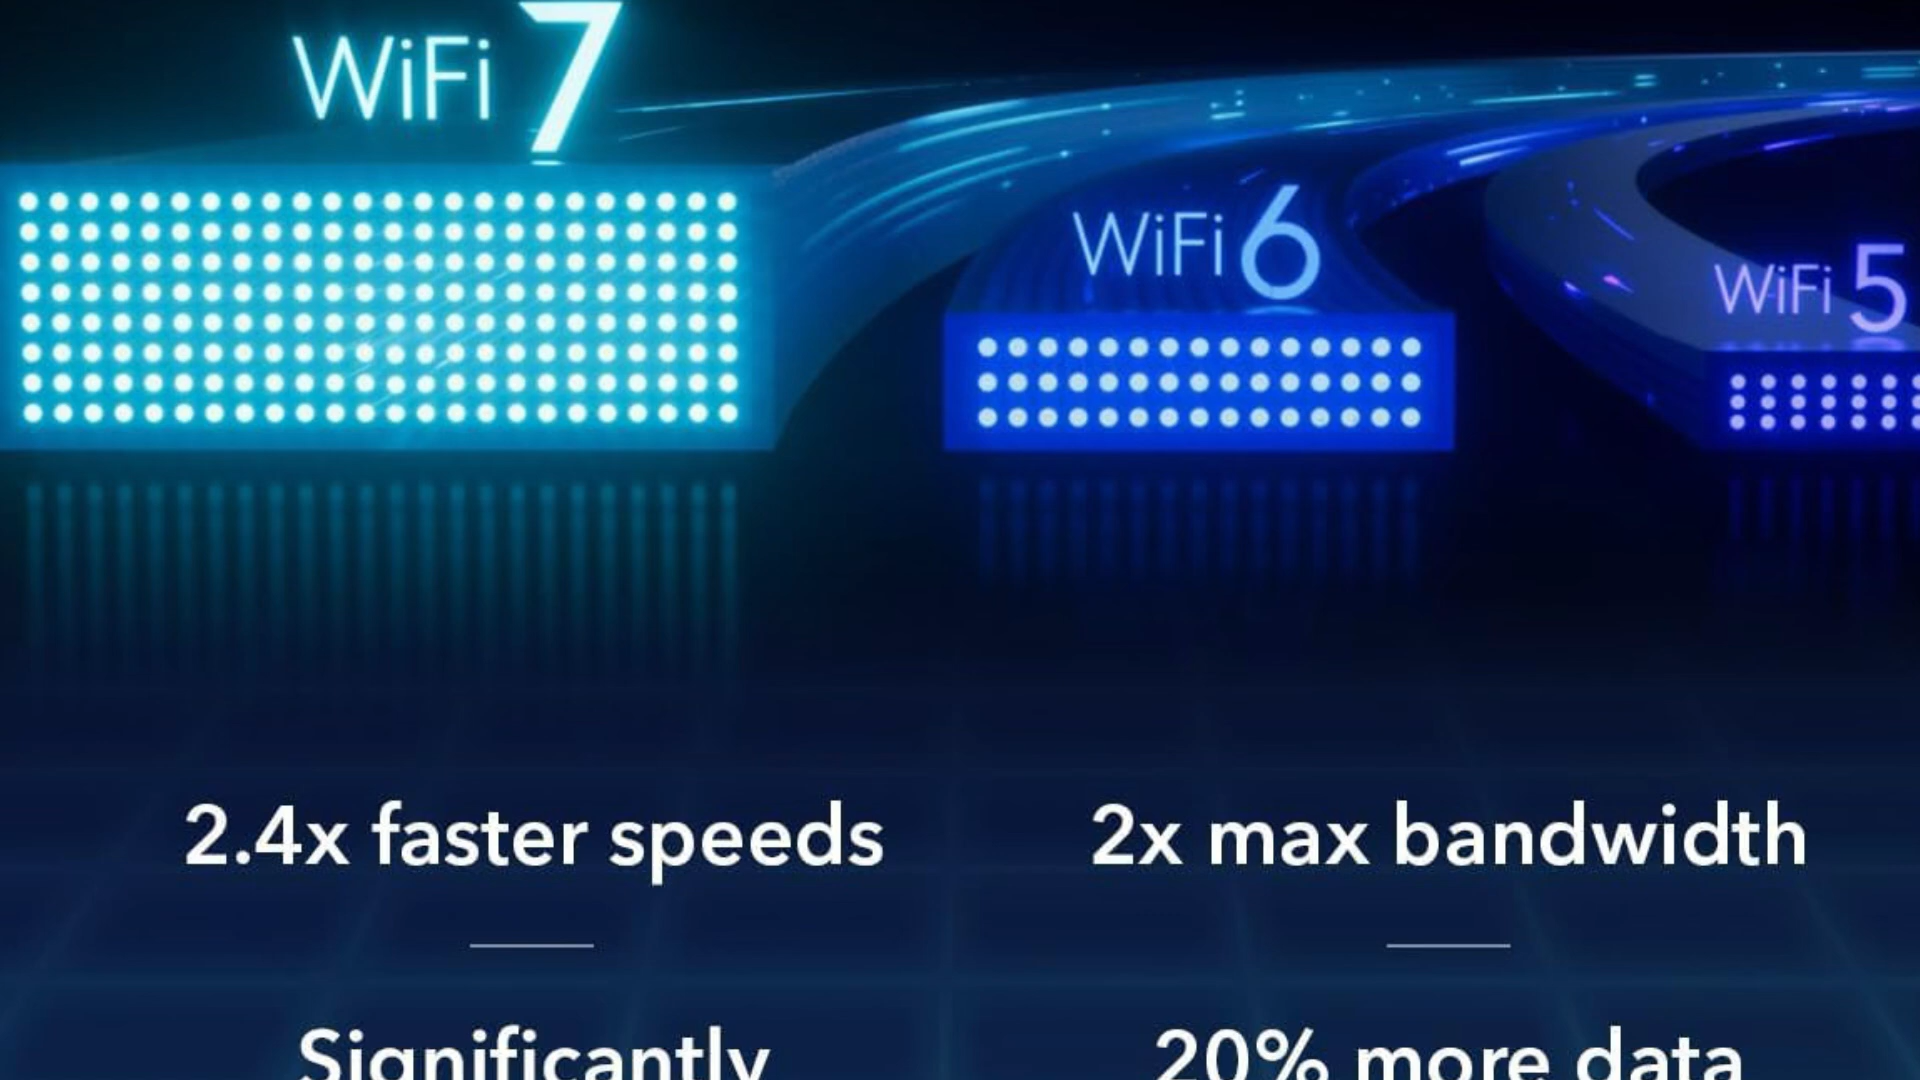 WiFi 7
WiFi 6
WiFi 5
2.4x faster speeds
2x max bandwidth
Significantly
20% more data